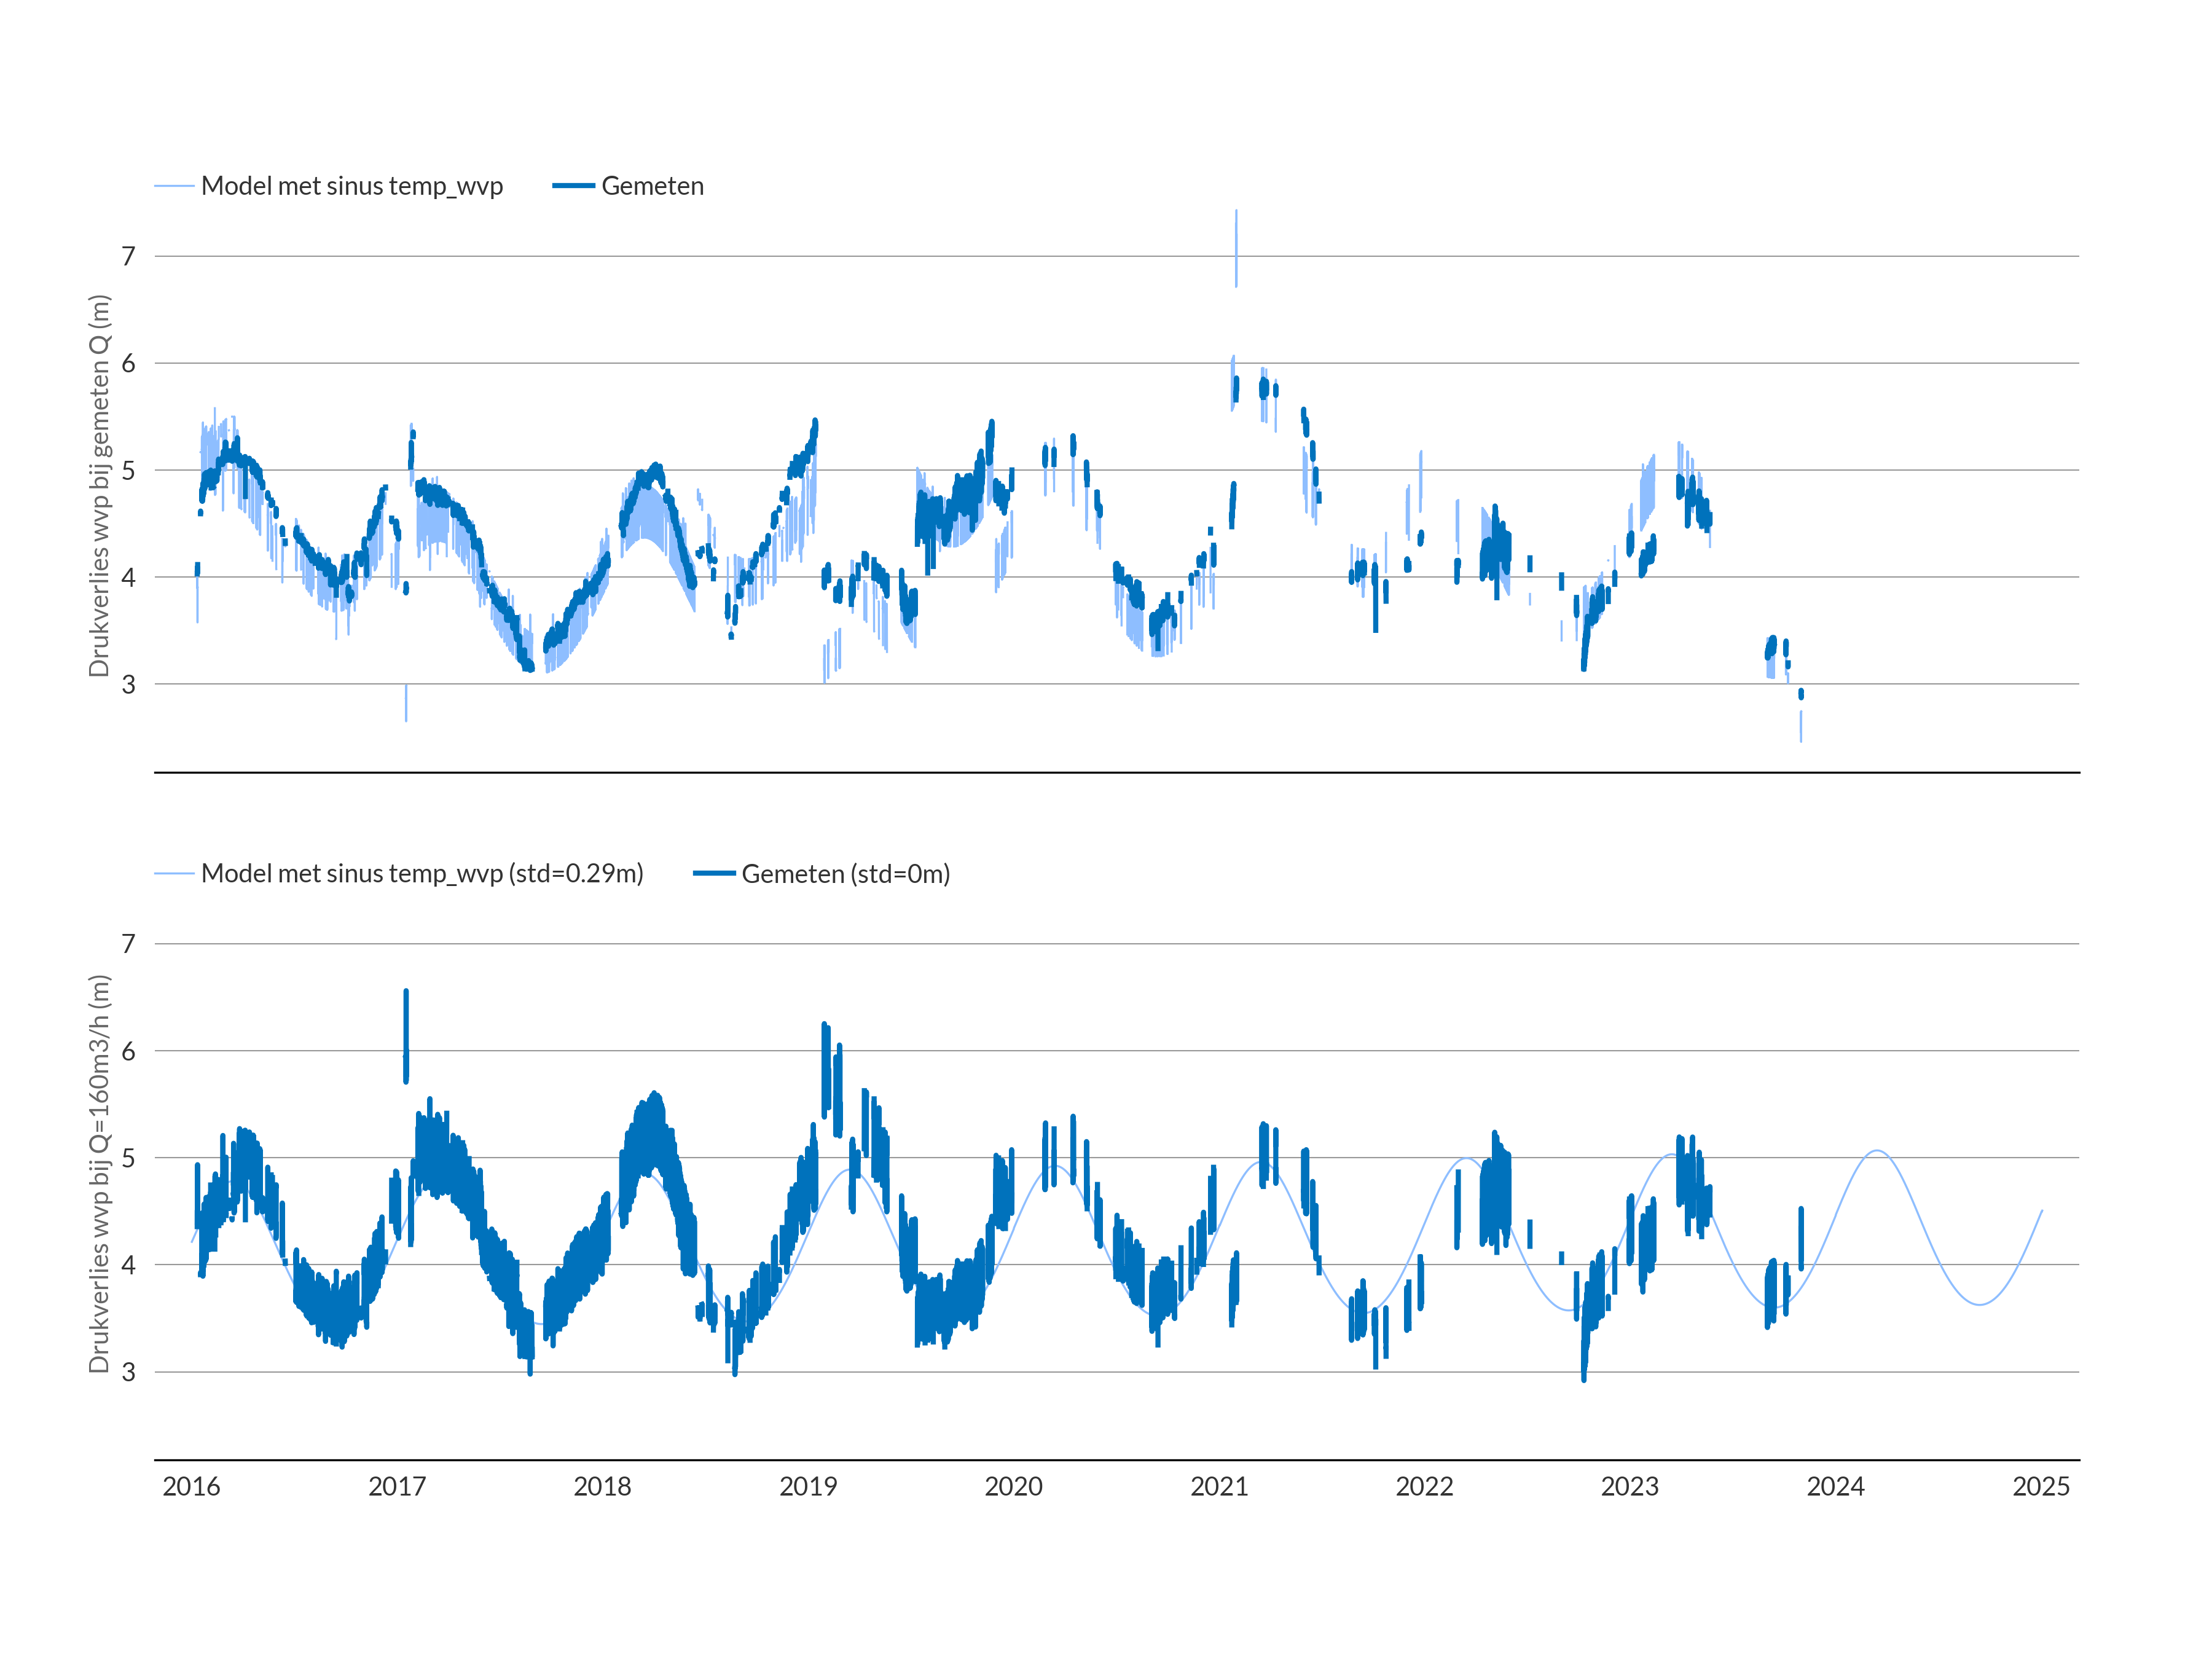 Model met sinus temp_wvp Gemeten
Drukverlies wvp bij gemeten Q (m)
7
6
5
4
3
Model met sinus temp_wvp (std=0.29m) Gemeten (std=0m)
Drukverlies wvp bij Q=160m3/h (m)
7
6
5
4
3
2016 2017 2018 2019 2020 2021 2022 2023 2024 2025